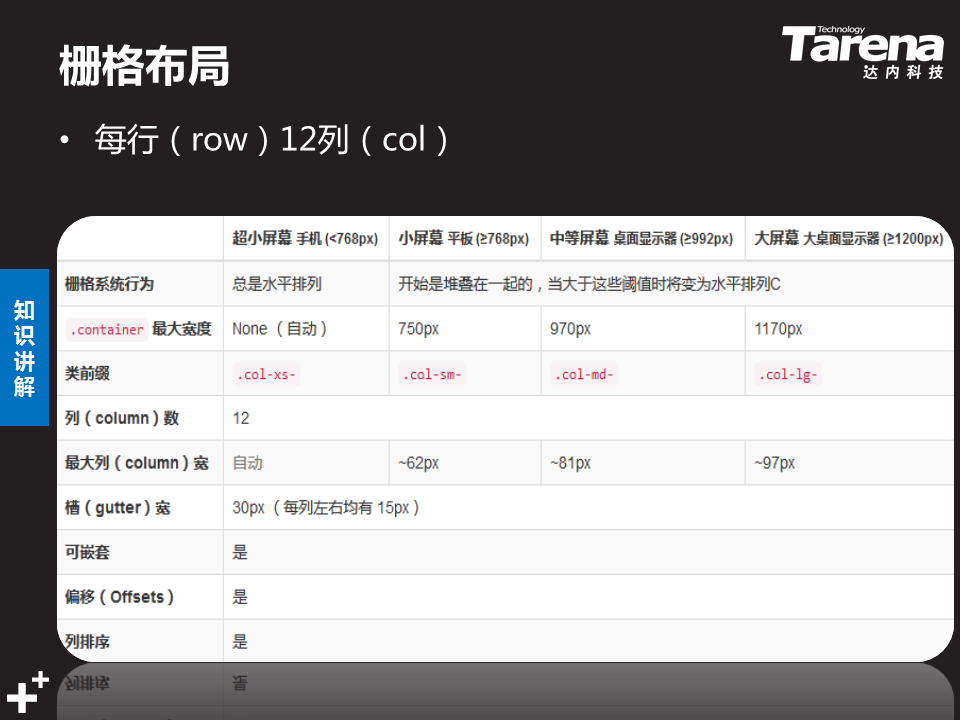 Technology
Tarena
达内科技
栅格布局
• 每行（row）12列（col）
知识讲解
超小屏幕 手机 (<768px) 小屏幕 平板 (≥768px) 中等屏幕 桌面显示器 (≥992px) 大屏幕 大桌面显示器 (≥1200px)
栅格系统行为 总是水平排列 开始是堆叠在一起的，当大于这些阈值时将变为水平排列C
.container 最大宽度 None （自动） 750px 970px 1170px
类前缀 .col-xs- .col-sm- .col-md- .col-lg-
列（column）数 12
最大列（column）宽 自动 ~62px ~81px ~97px
槽（gutter）宽 30px （每列左右均有 15px）
可嵌套 是
偏移（Offsets） 是
列排序 是